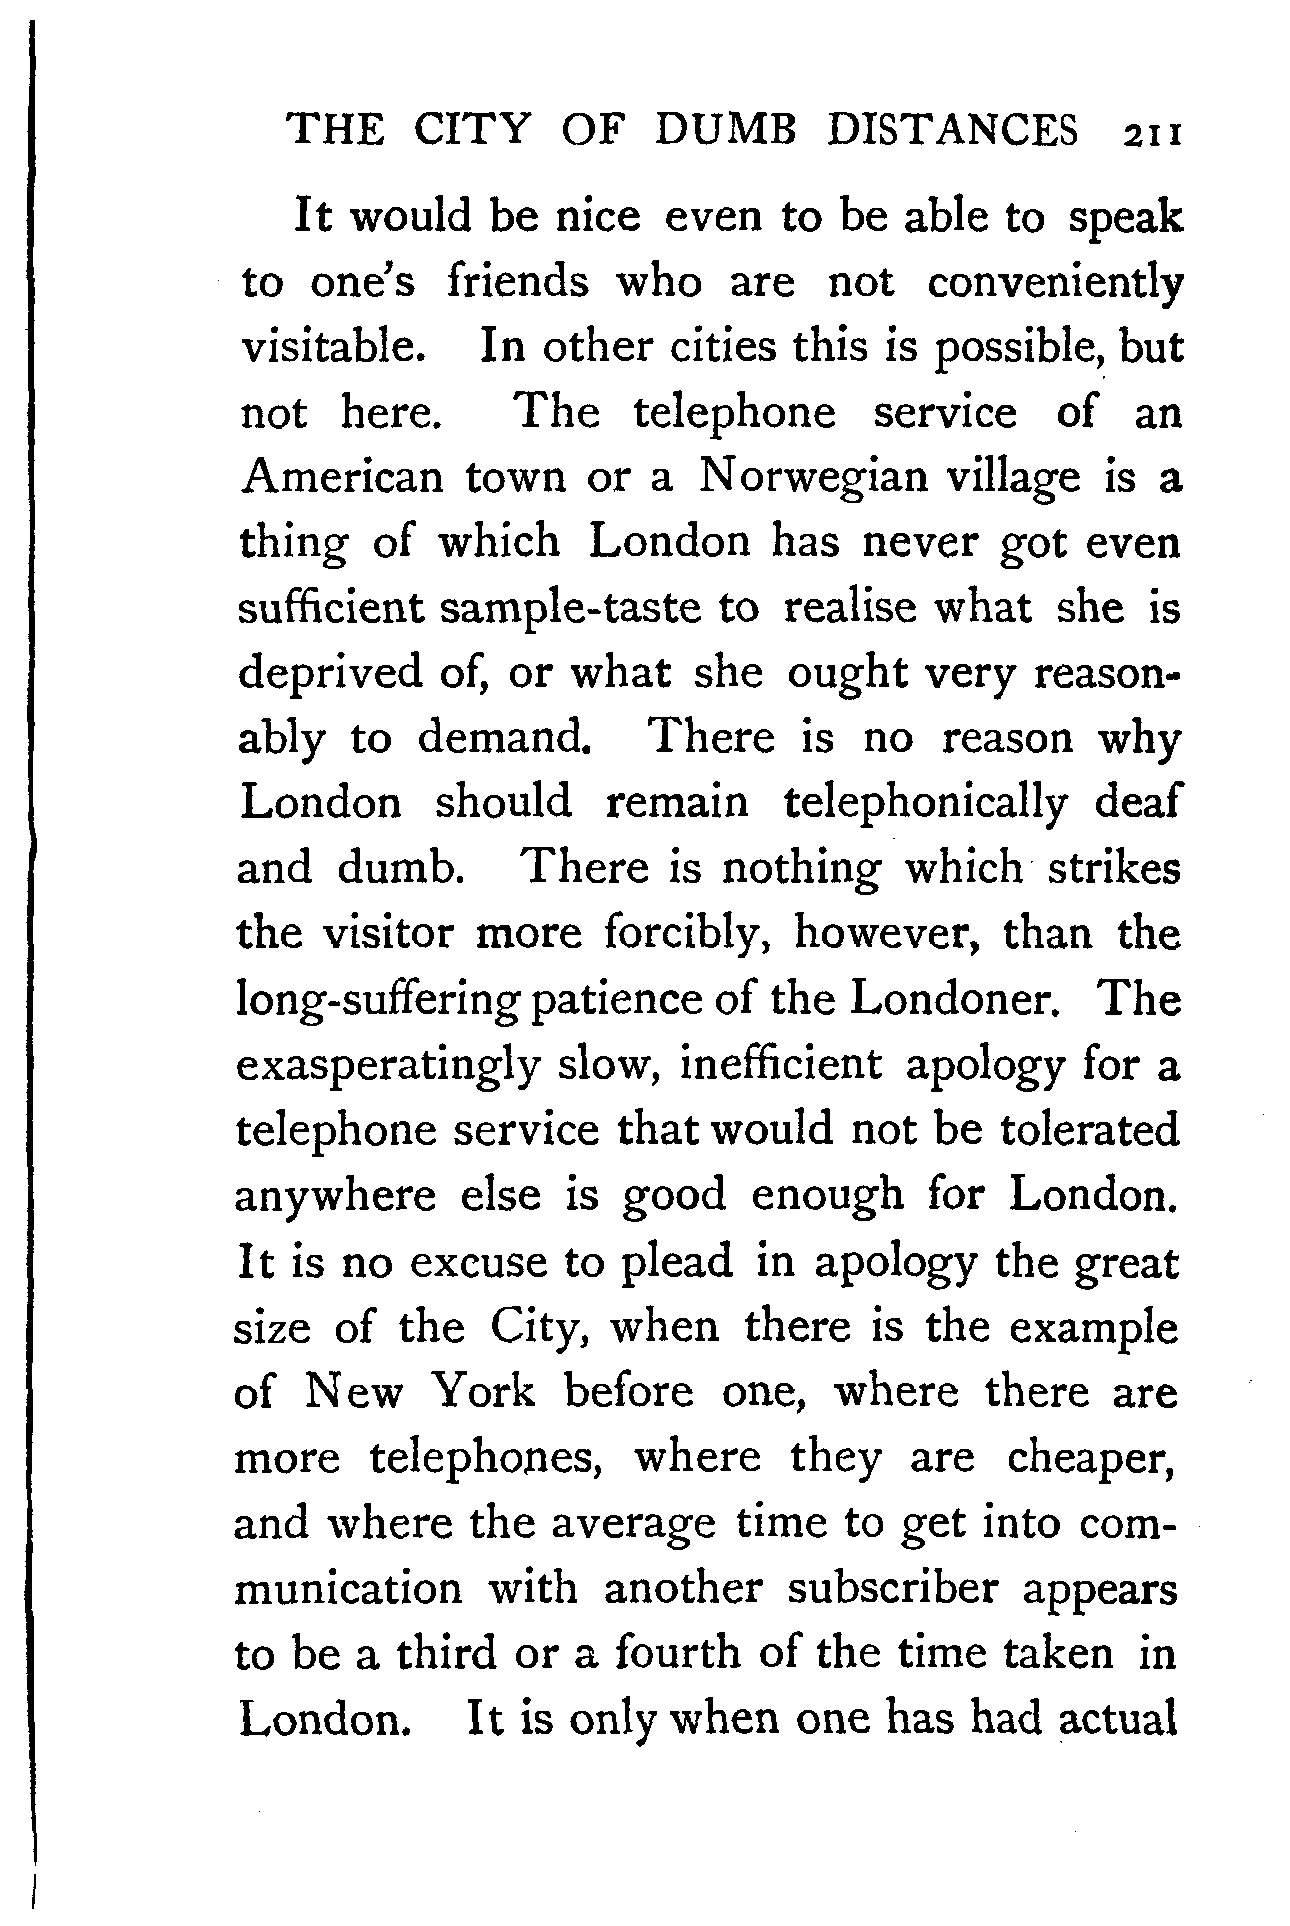 THE CITY OF DUMB DISTANCES 211
It would be nice even to be able to speak
to one's friends who are not conveniently
visitable. In other cities this is possible, but
not here. The telephone service of an
American town or a Norwegian village is a
thing of which London has never got even
sufficient sample-taste to realise what she is
deprived of, or what she ought very reason-
ably to demand. There is no reason why
London should remain telephonically deaf
and dumb. There is nothing which strikes
the visitor more forcibly, however, than the
long-suffering patience of the Londoner. The
exasperatingly slow, inefficient apology for a
telephone service that would not be tolerated
anywhere else is good enough for London.
It is no excuse to plead in apology the great
size of the City, when there is the example
of New York before one, where there are
more telephones, where they are cheaper,
and where the average time to get into com-
munication with another subscriber appears
to be a third or a fourth of the time taken in
London. It is only when one has had actual